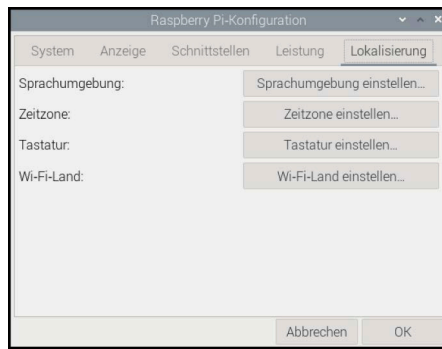 Raspberry Pi-Konfiguration
System Anzeige Schnittstellen Leistung Lokalisierung
Sprachumgebung: Sprachumgebung einstellen...
Zeitzone: Zeitzone einstellen...
Tastatur: Tastatur einstellen...
Wi-Fi-Land: Wi-Fi-Land einstellen...
Abbrechen OK